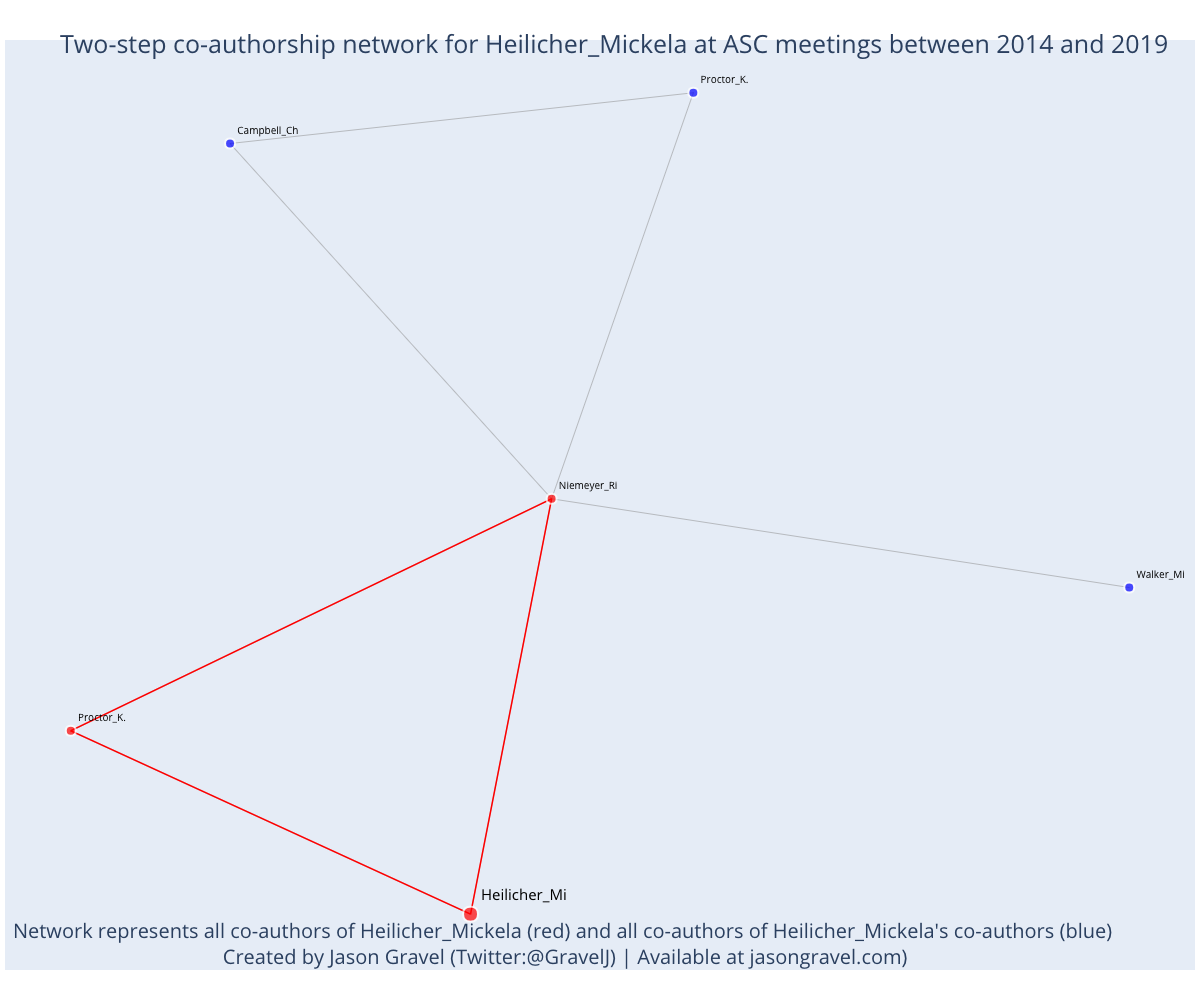 Two-step co-authorship network for Heilicher_Mickela at ASC meetings between 2014 and 2019
Proctor_K.
Campbell_Ch
Niemeyer_Ri
Walker_Mi
Proctor_K.
Heilicher_Mi
Network represents all co-authors of Heilicher_Mickela (red) and all co-authors of Heilicher_Mickela's co-authors (blue)
Created by Jason Gravel (Twitter:@GravelJ) | Available at jasongravel.com)